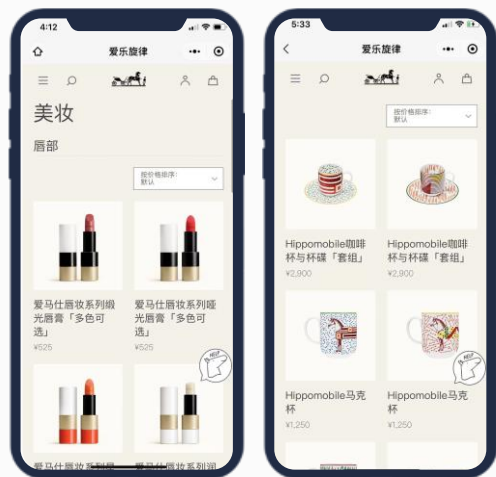 4:12
爱乐旋律
美妆
唇部
按价格排序:
默认
爱马仕唇妆系列缎
光唇膏「多色可
选」
¥525
爱马仕唇妆系列哑
光唇膏「多色可
选」
¥525
HELP
5:33
爱乐旋律
按价格排序:
默认
Hippomobile咖啡
杯与杯碟「套组」
¥2,900
Hippomobile咖啡
杯与杯碟「套组」
¥2,900
Hippomobile马克
杯
¥1,250
Hippomobile马克
杯
¥1,250
HELP